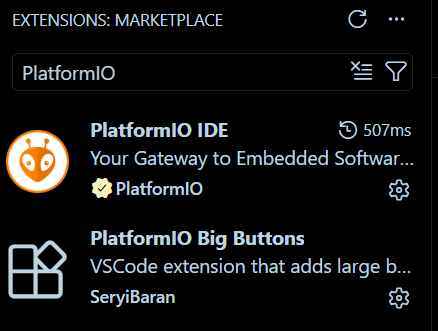 EXTENSIONS: MARKETPLACE
PlatformIO
PlatformIO IDE 507ms
Your Gateway to Embedded Softwar...
PlatformIO
PlatformIO Big Buttons
VSCode extension that adds large b...
SeryiBaran